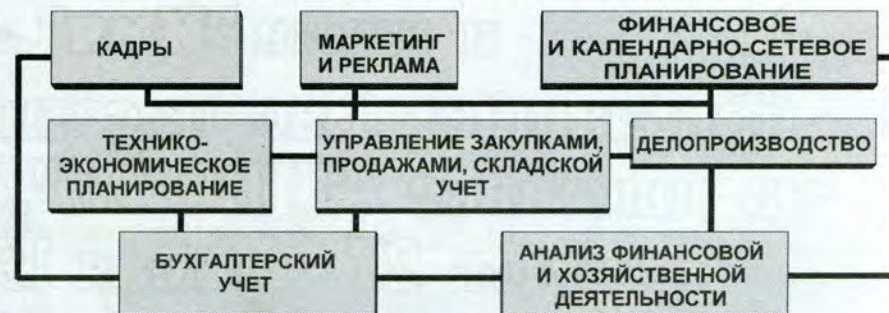 КАДРЫ
МАРКЕТИНГ
И РЕКЛАМА
ФИНАНСОВОЕ
И КАЛЕНДАРНО-СЕТЕВОЕ
ПЛАНИРОВАНИЕ
ТЕХНИКО-
ЭКОНОМИЧЕСКОЕ
ПЛАНИРОВАНИЕ
УПРАВЛЕНИЕ ЗАКУПКАМИ,
ПРОДАЖАМИ, СКЛАДСКОЙ
УЧЕТ
ДЕЛОПРОИЗВОДСТВО
БУХГАЛТЕРСКИЙ
УЧЕТ
АНАЛИЗ ФИНАНСОВОЙ
И ХОЗЯЙСТВЕННОЙ
ДЕЯТЕЛЬНОСТИ